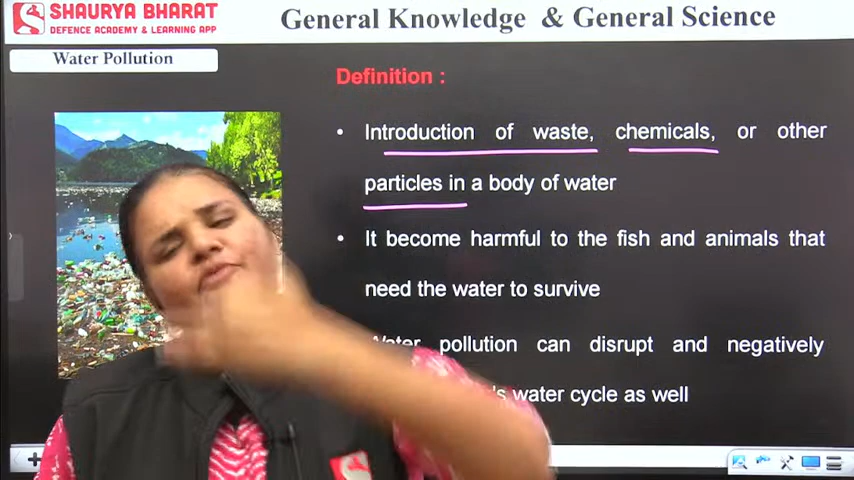 SHAURYA BHARAT
DEFENCE ACADEMY & LEARNING APP
General Knowledge & General Science
Water Pollution
Definition :
• Introduction of waste, chemicals, or other
particles in a body of water
• It become harmful to the fish and animals that
need the water to survive
Water pollution can disrupt and negatively
water cycle as well